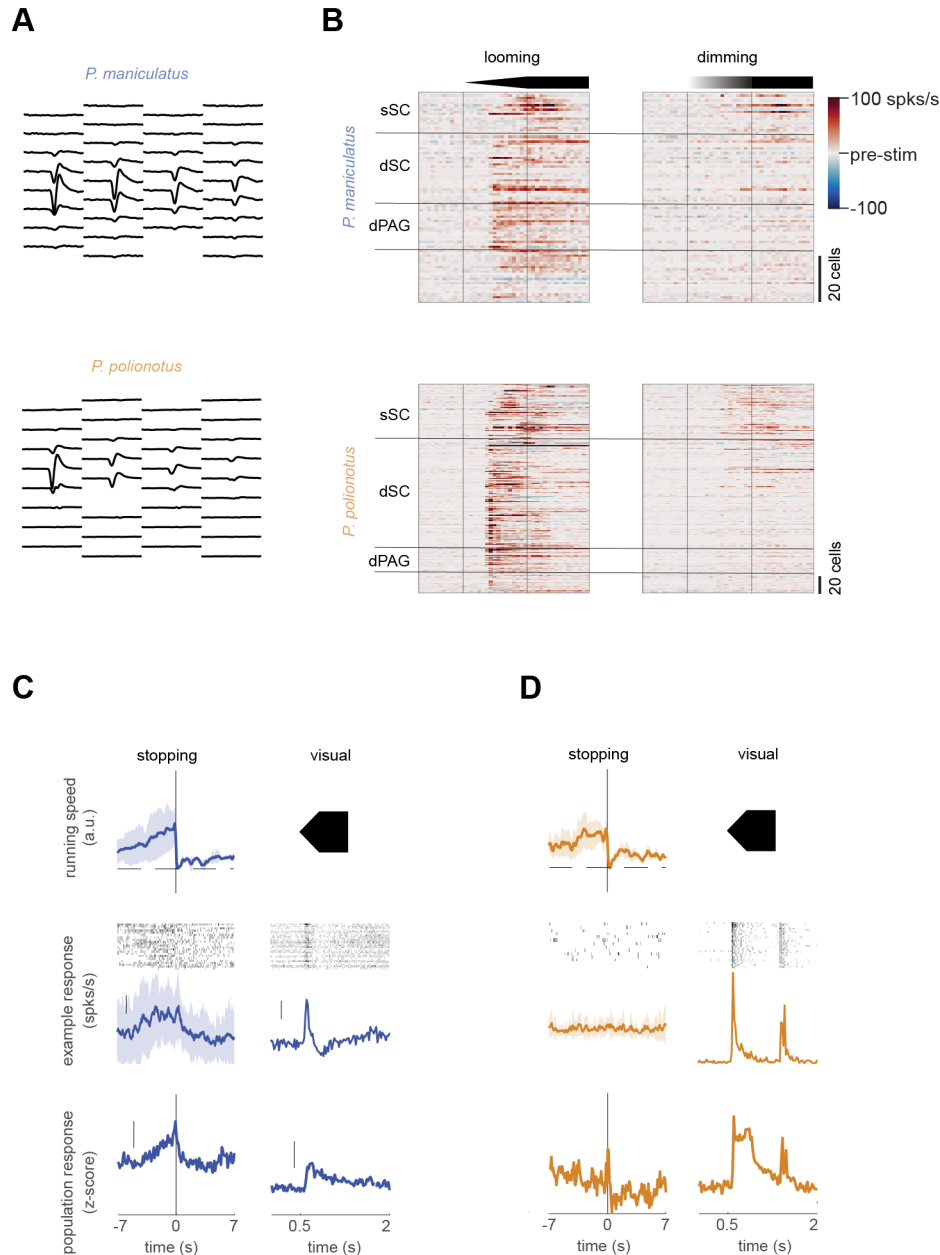 A
B
P. maniculatus
looming
dimming
P. maniculatus
sSC
dSC
dPAG
100 spks/s
pre-stim
-100
20 cells
P. polionotus
P. polionotus
sSC
dSC
dPAG
20 cells
C
D
stopping
visual
stopping
visual
running speed
(a.u.)
example response
(spks/s)
population response
(z-score)
-7 0 7
0.5 2
-7 0 7
0.5 2
time (s)
time (s)
time (s)
time (s)